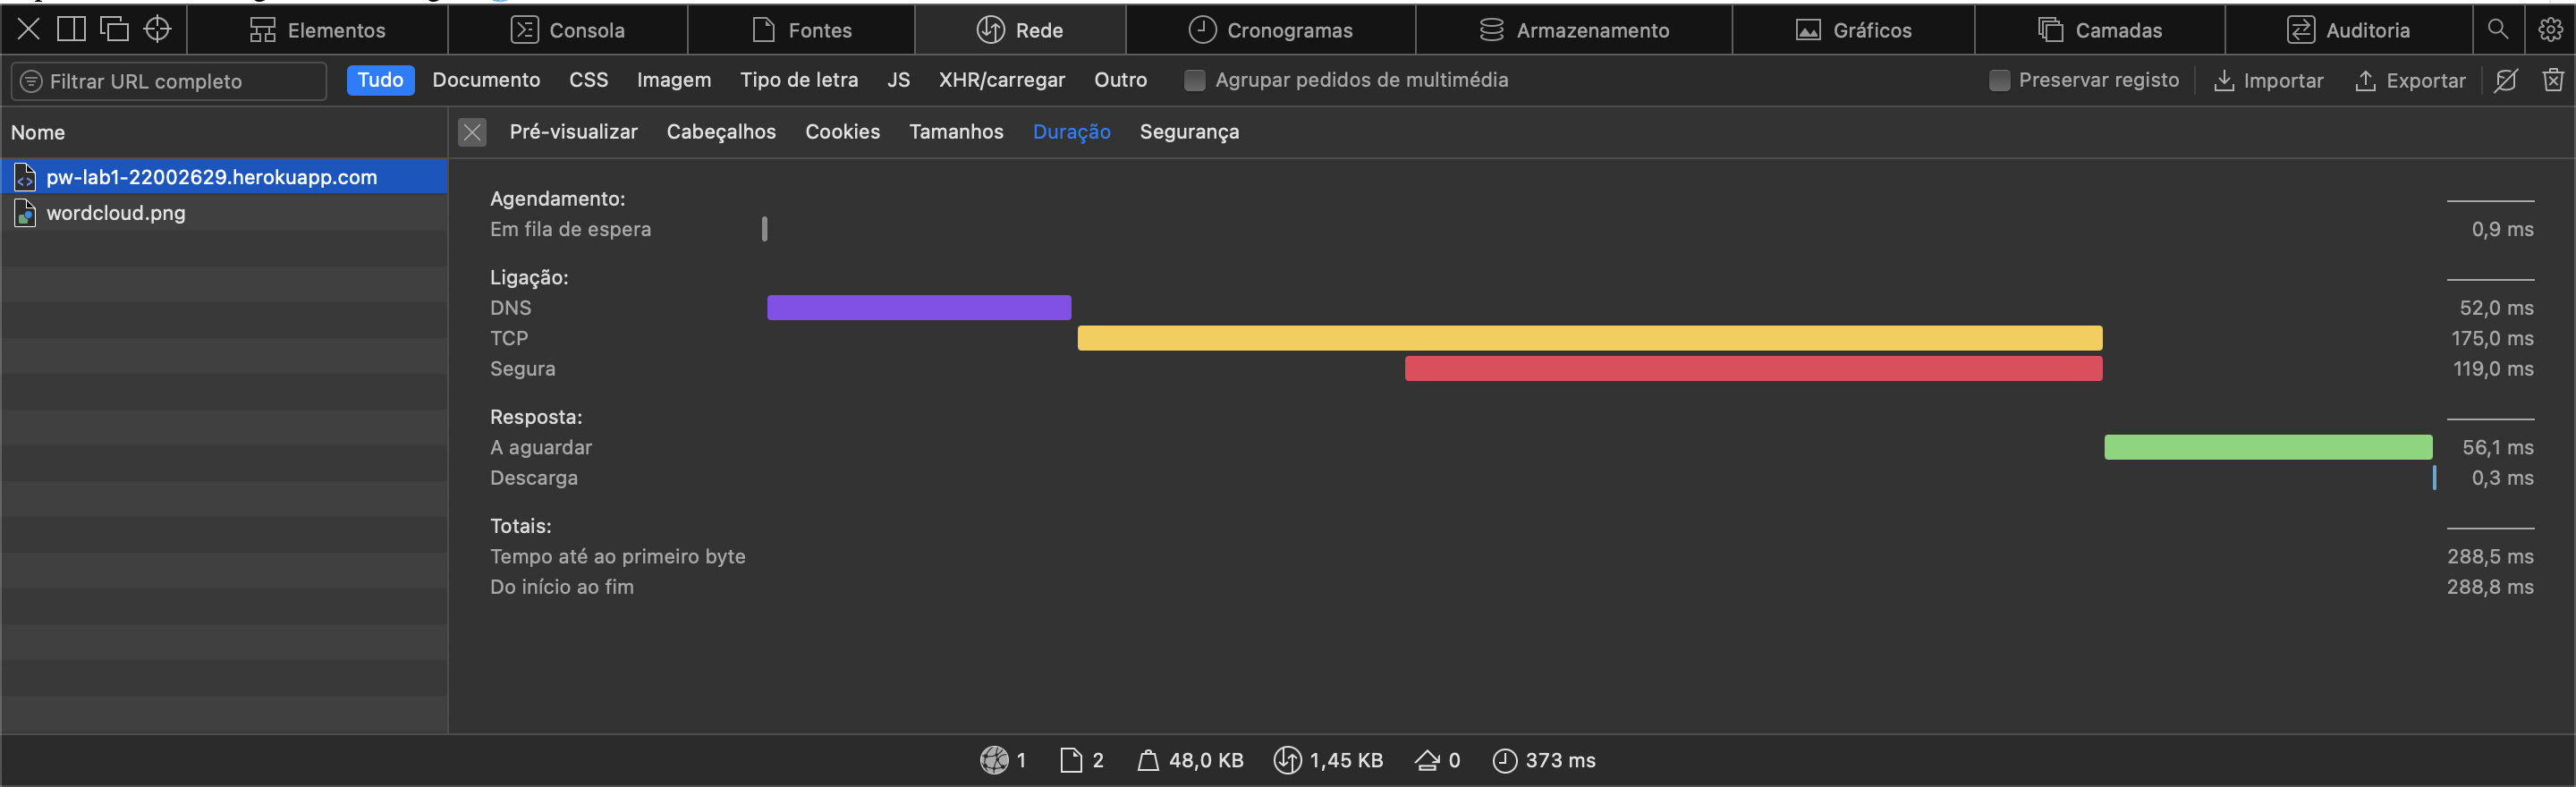 Elementos Consola Fontes Rede Cronogramas Armazenamento Gráficos Camadas Auditoria
Filtrar URL completo Tudo Documento CSS Imagem Tipo de letra JS XHR/carregar Outro Agrupar pedidos de multimédia Preservar registo Importar Exportar
Nome
Pré-visualizar Cabeçalhos Cookies Tamanhos Duração Segurança
pw-lab1-22002629.herokuapp.com
wordcloud.png
Agendamento:
Em fila de espera 0,9 ms
Ligação:
DNS 52,0 ms
TCP 175,0 ms
Segura 119,0 ms
Resposta:
A aguardar 56,1 ms
Descarga 0,3 ms
Totais:
Tempo até ao primeiro byte 288,5 ms
Do início ao fim 288,8 ms
1 2 48,0 KB 1,45 KB 0 373 ms